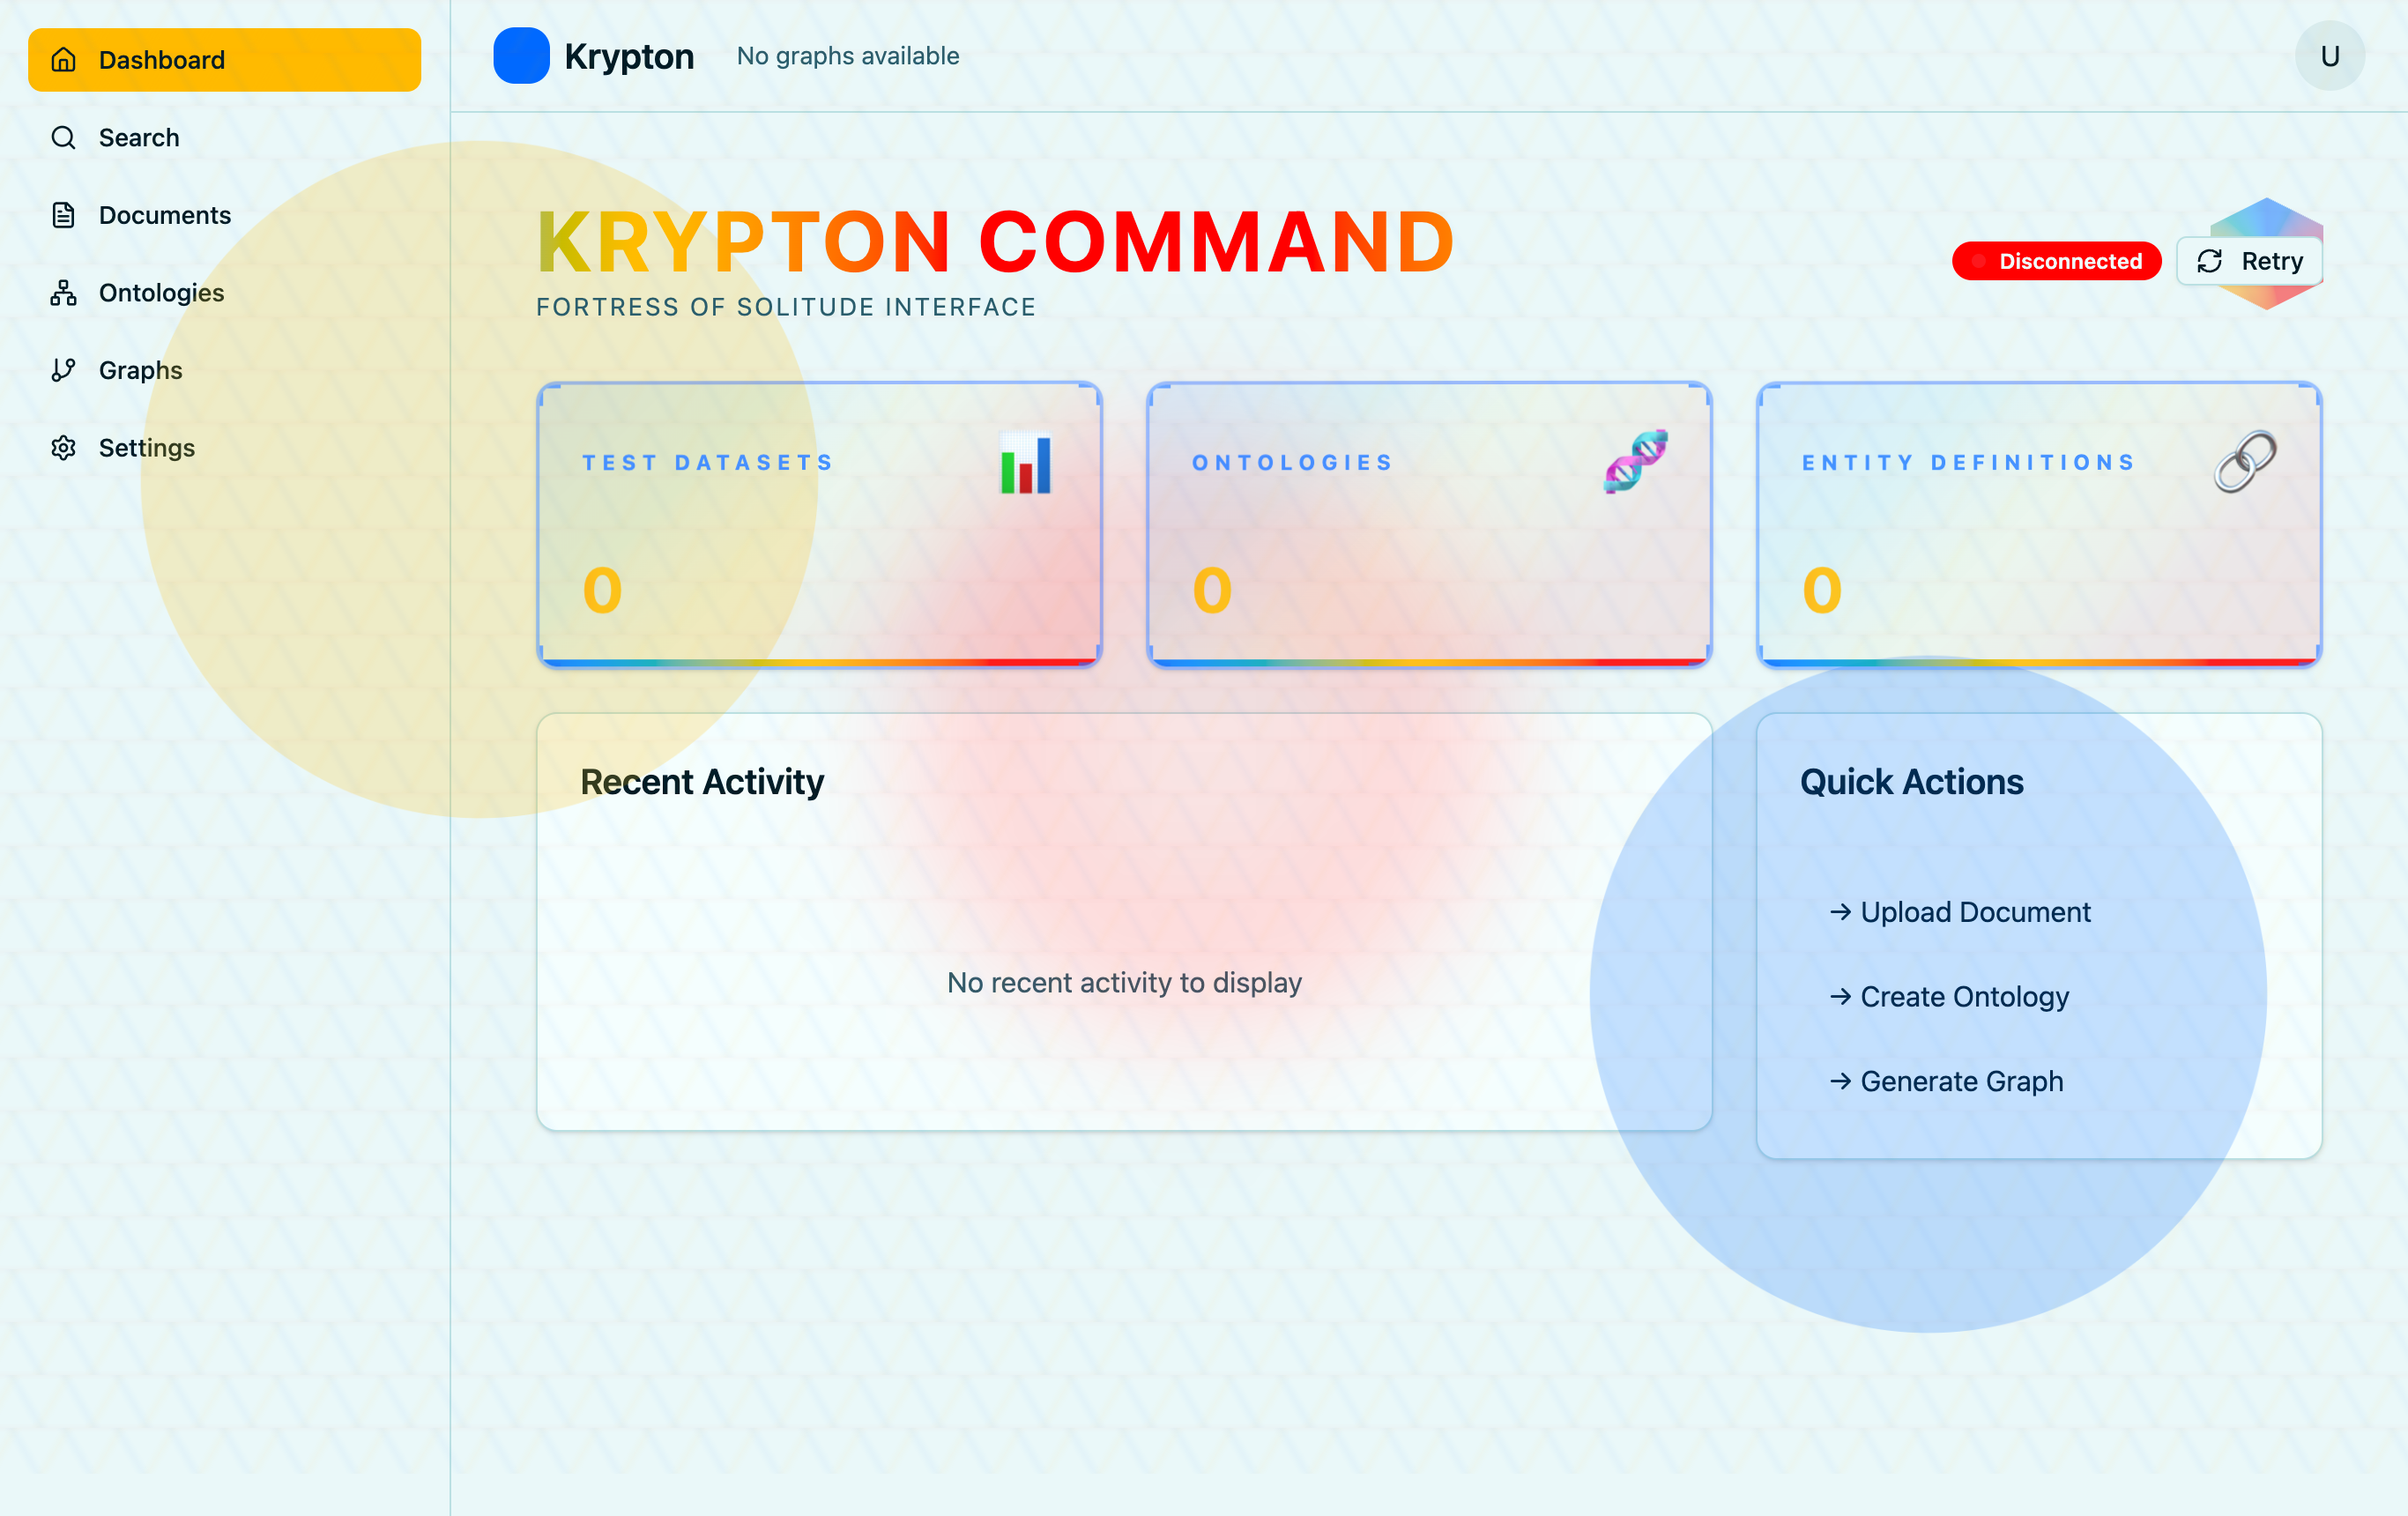 Dashboard
Search
Documents
Ontologies
Graphs
Settings
Krypton
No graphs available
U
KRYPTON COMMAND
FORTRESS OF SOLITUDE INTERFACE
Disconnected
Retry
TEST DATASETS
0
ONTOLOGIES
0
ENTITY DEFINITIONS
0
Recent Activity
No recent activity to display
Quick Actions
→ Upload Document
→ Create Ontology
→ Generate Graph